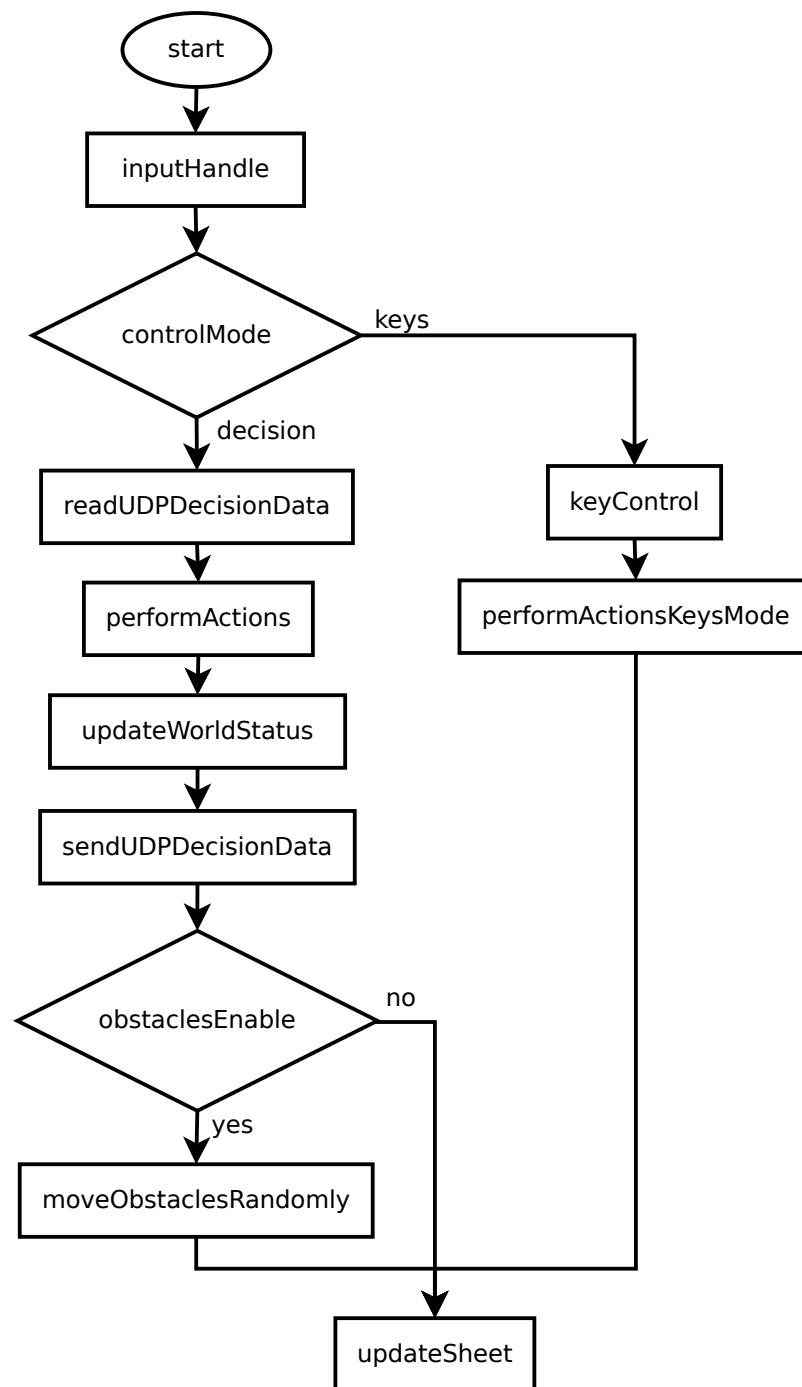 start
inputHandle
controlMode
keys
decision
readUDPDecisionData
keyControl
performActions
performActionsKeysMode
updateWorldStatus
sendUDPDecisionData
obstaclesEnable
no
yes
moveObstaclesRandomly
updateSheet